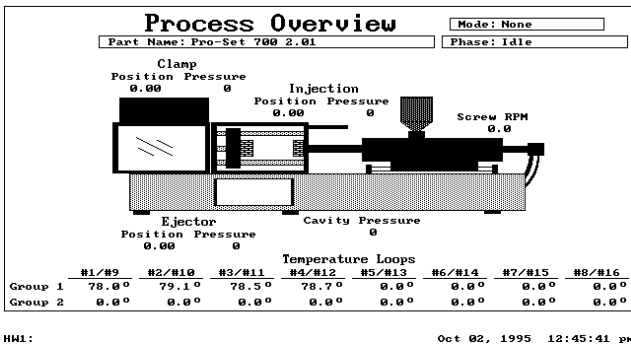 Process Overview
Mode: None
Part Name: Pro-Set 700 2.01
Phase: Idle
Clamp
Position Pressure
0.00 0
Injection
Position Pressure
0.00 0
Screw RPM
0.0
Ejector
Position Pressure
0.00 0
Cavity Pressure
0
Temperature Loops
#1/#9 #2/#10 #3/#11 #4/#12 #5/#13 #6/#14 #7/#15 #8/#16
Group 1 78.0° 79.1° 78.5° 78.7° 0.0° 0.0° 0.0° 0.0°
Group 2 0.0° 0.0° 0.0° 0.0° 0.0° 0.0° 0.0° 0.0°
HW1: Oct 02, 1995 12:45:41 pm